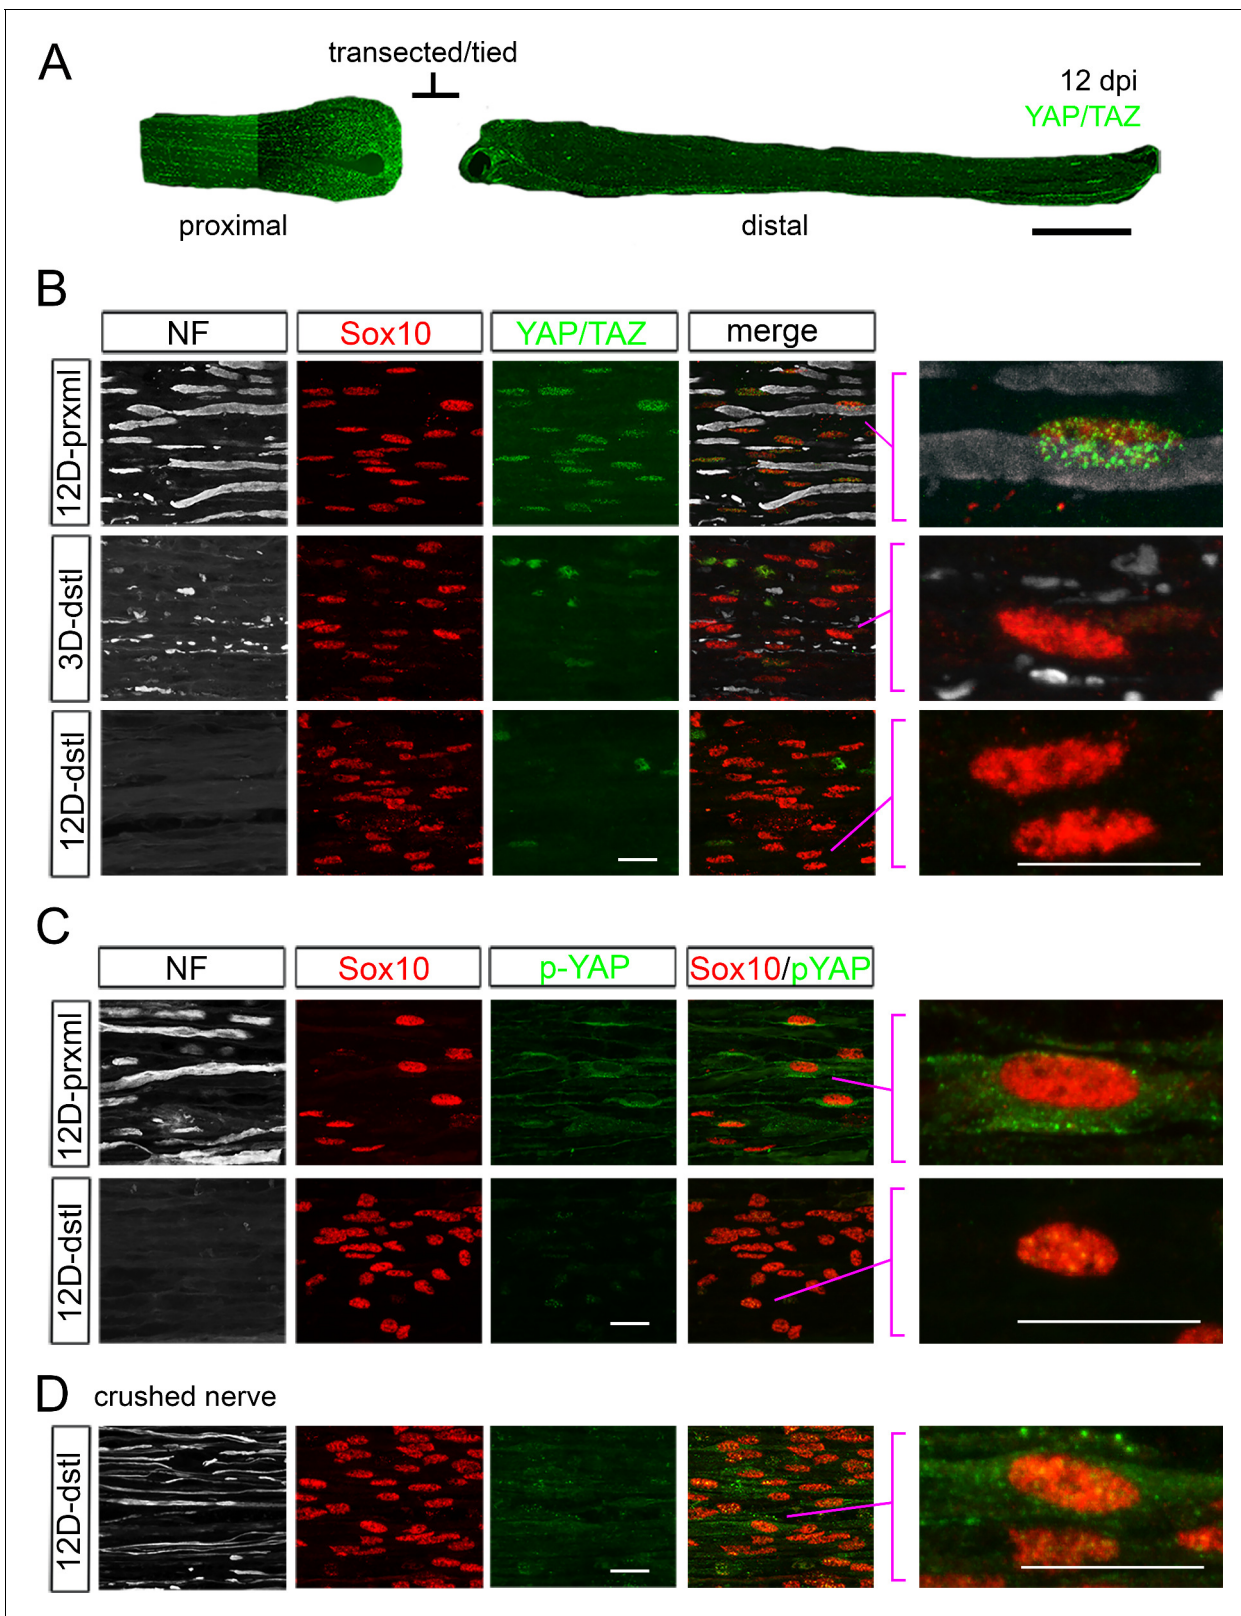 A
transected/tied
12 dpi
YAP/TAZ
proximal
distal
B
NF
Sox10
YAP/TAZ
merge
12D-prxml
3D-dstl
12D-dstl
C
NF
Sox10
p-YAP
Sox10/pYAP
12D-prxml
12D-dstl
D
crushed nerve
12D-dstl